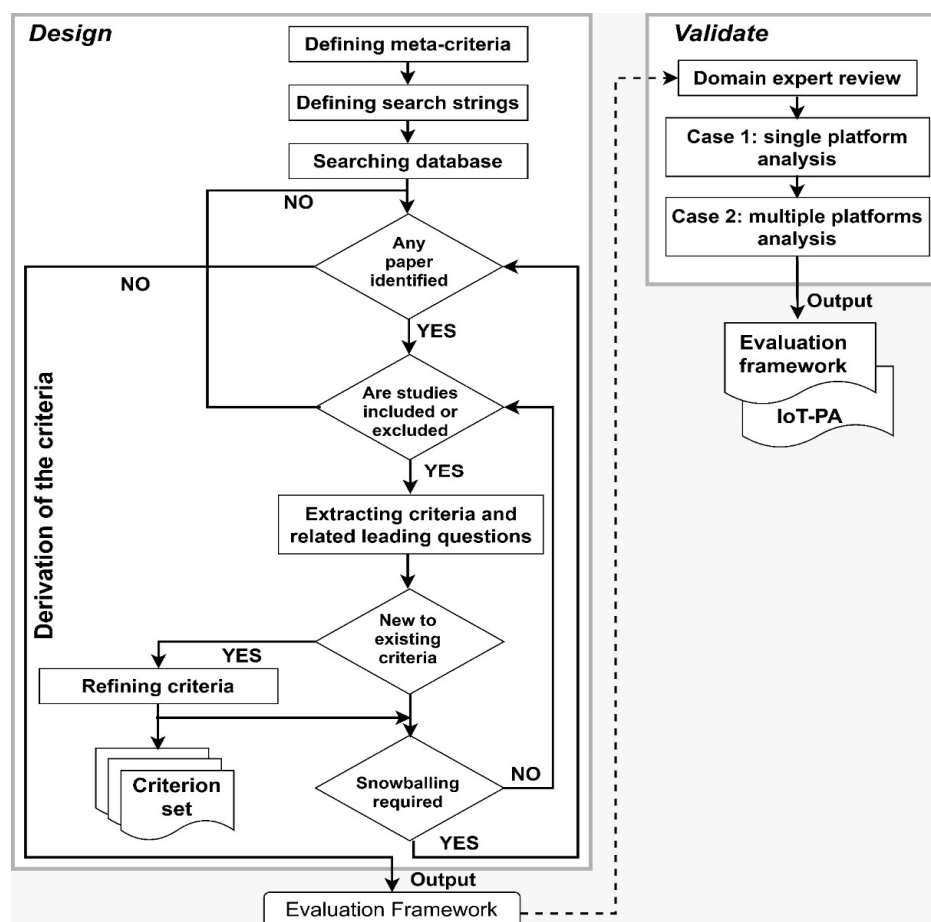 Design
Defining meta-criteria
Defining search strings
Searching database
NO
Any
paper
identified
NO
YES
Are studies
included or
excluded
YES
Extracting criteria and
related leading questions
New to
existing
criteria
YES
Refining criteria
Criterion
set
Snowballing
required
NO
YES
Derivation of the criteria
Output
Evaluation Framework
Validate
Domain expert review
Case 1: single platform
analysis
Case 2: multiple platforms
analysis
Output
Evaluation
framework
IoT-PA